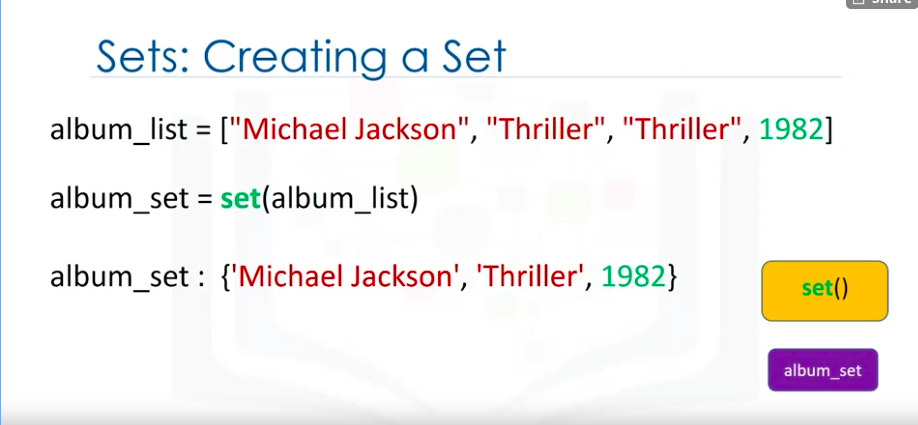 Share
Sets: Creating a Set
album_list = ["Michael Jackson", "Thriller", "Thriller", 1982]
album_set = set(album_list)
album_set : {'Michael Jackson', 'Thriller', 1982}
set()
album_set